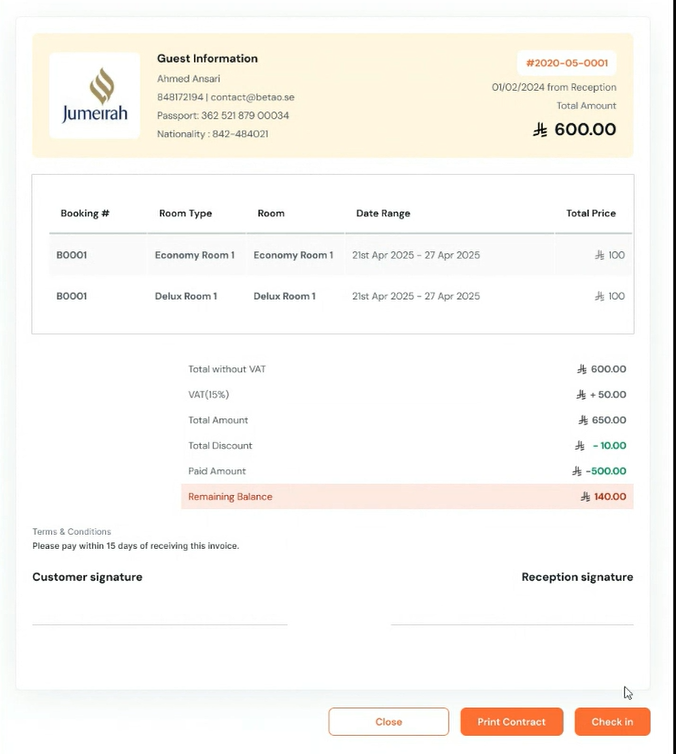 Jumeirah
Guest Information
Ahmed Ansari
848172194 | contact@betao.se
Passport: 362 521 879 00034
Nationality : 842-484021
#2020-05-0001
01/02/2024 from Reception
Total Amount
⃁ 600.00
Booking # Room Type Room Date Range Total Price
B0001 Economy Room 1 Economy Room 1 21st Apr 2025 - 27 Apr 2025 ⃁ 100
B0001 Delux Room 1 Delux Room 1 21st Apr 2025 - 27 Apr 2025 ⃁ 100
Total without VAT ⃁ 600.00
VAT(15%) ⃁ + 50.00
Total Amount ⃁ 650.00
Total Discount ⃁ - 10.00
Paid Amount ⃁ -500.00
Remaining Balance ⃁ 140.00
Terms & Conditions
Please pay within 15 days of receiving this invoice.
Customer signature Reception signature
Close Print Contract Check in